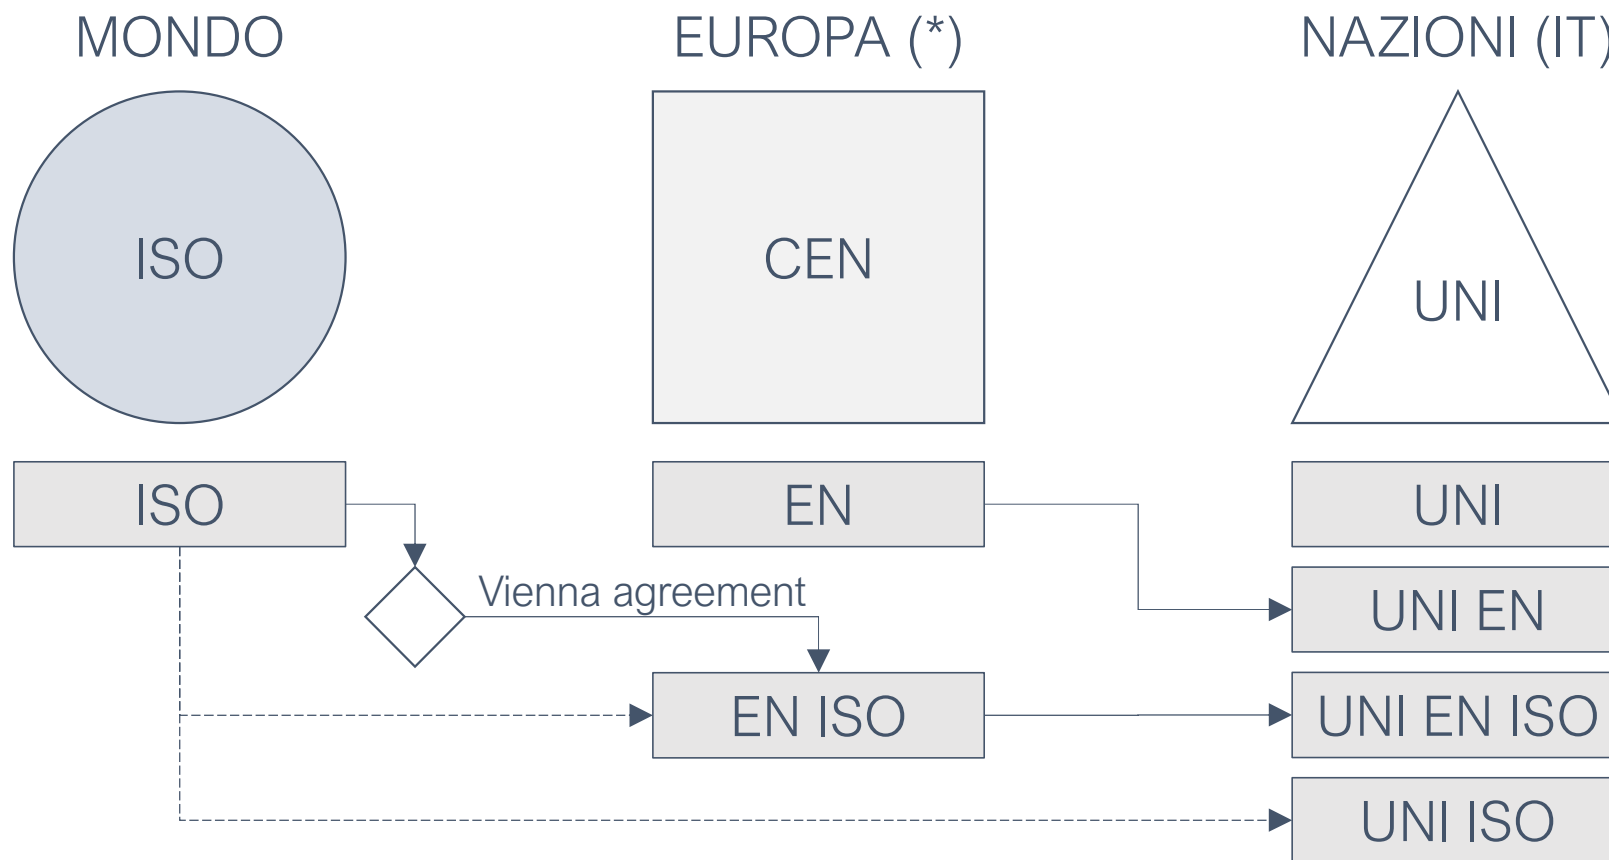 MONDO
EUROPA (*)
NAZIONI (IT)
ISO
CEN
UNI
ISO
EN
UNI
Vienna agreement
UNI EN
EN ISO
UNI EN ISO
UNI ISO